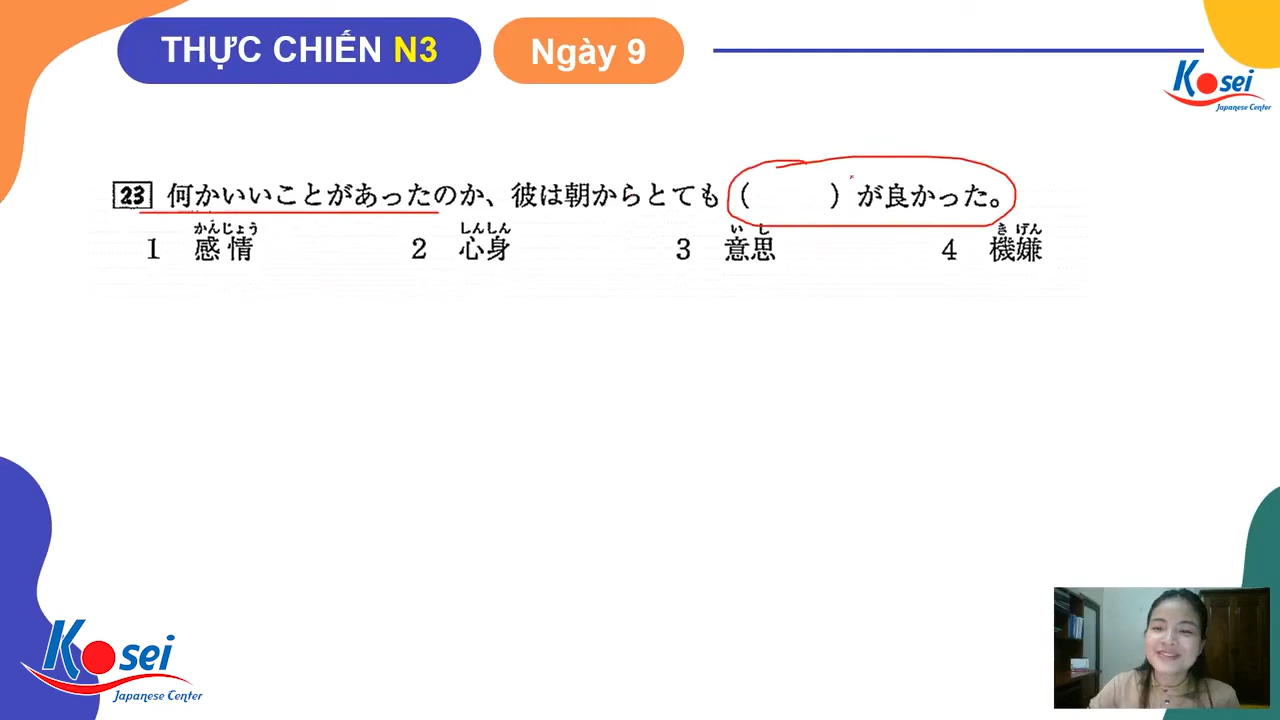 THỰC CHIẾN N3
Ngày 9
Kosei
Japanese Center
23 何かいいことがあったのか、彼は朝からとても ( ) が良かった。
かんじょう しんしん いし きげん
1 感情 2 心身 3 意思 4 機嫌
Kosei
Japanese Center